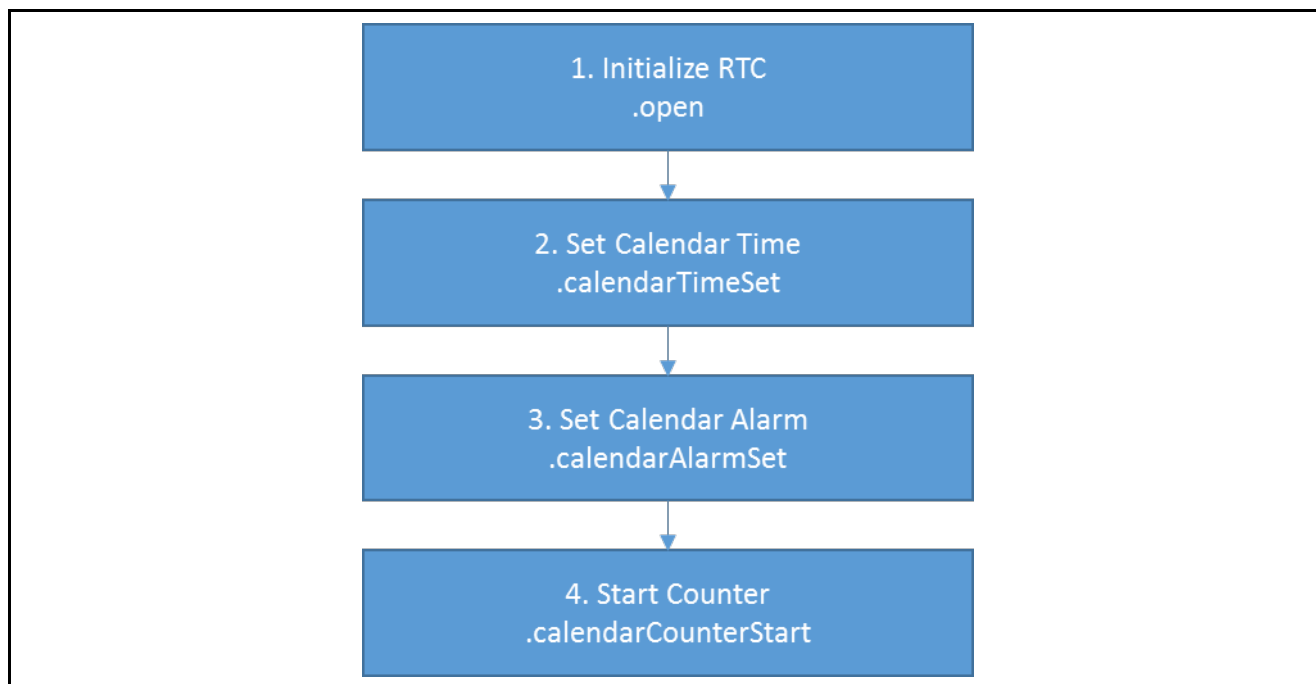 1. Initialize RTC
.open
2. Set Calendar Time
.calendarTimeSet
3. Set Calendar Alarm
.calendarAlarmSet
4. Start Counter
.calendarCounterStart